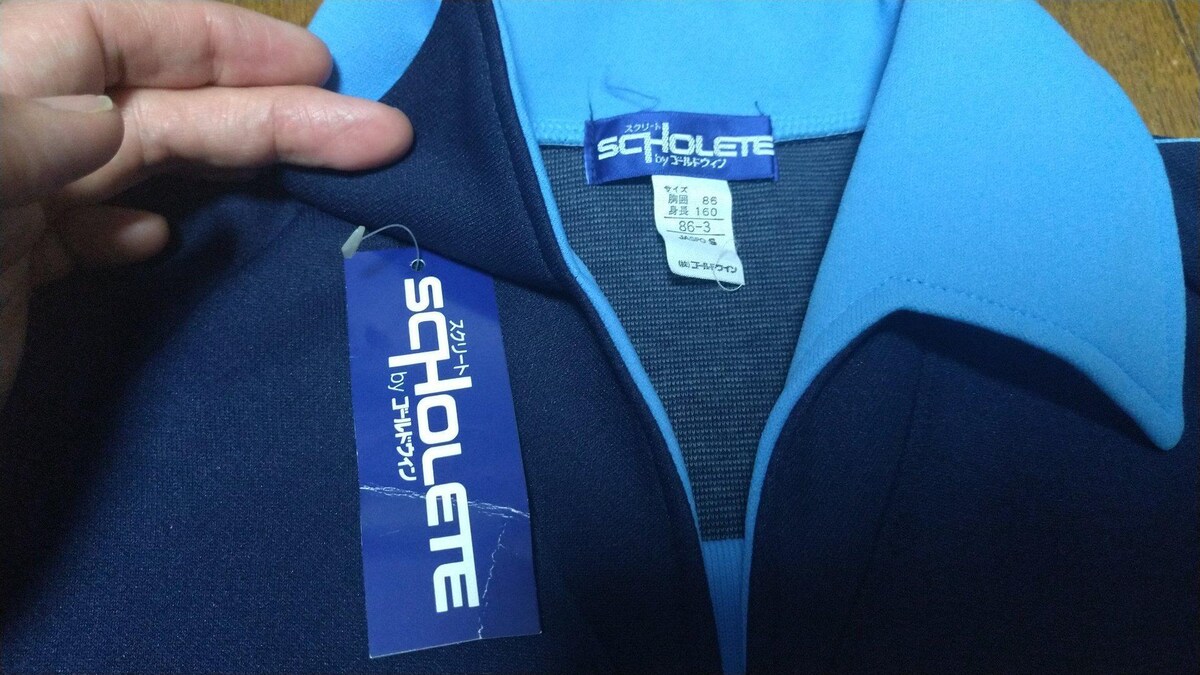 スクリート
SCHOLETE
by ゴールドウイン
サイズ
胸囲 86
身長 160
86-3
(株)ゴールドウイン
スクリート
SCHOLETE
by ゴールドウイン